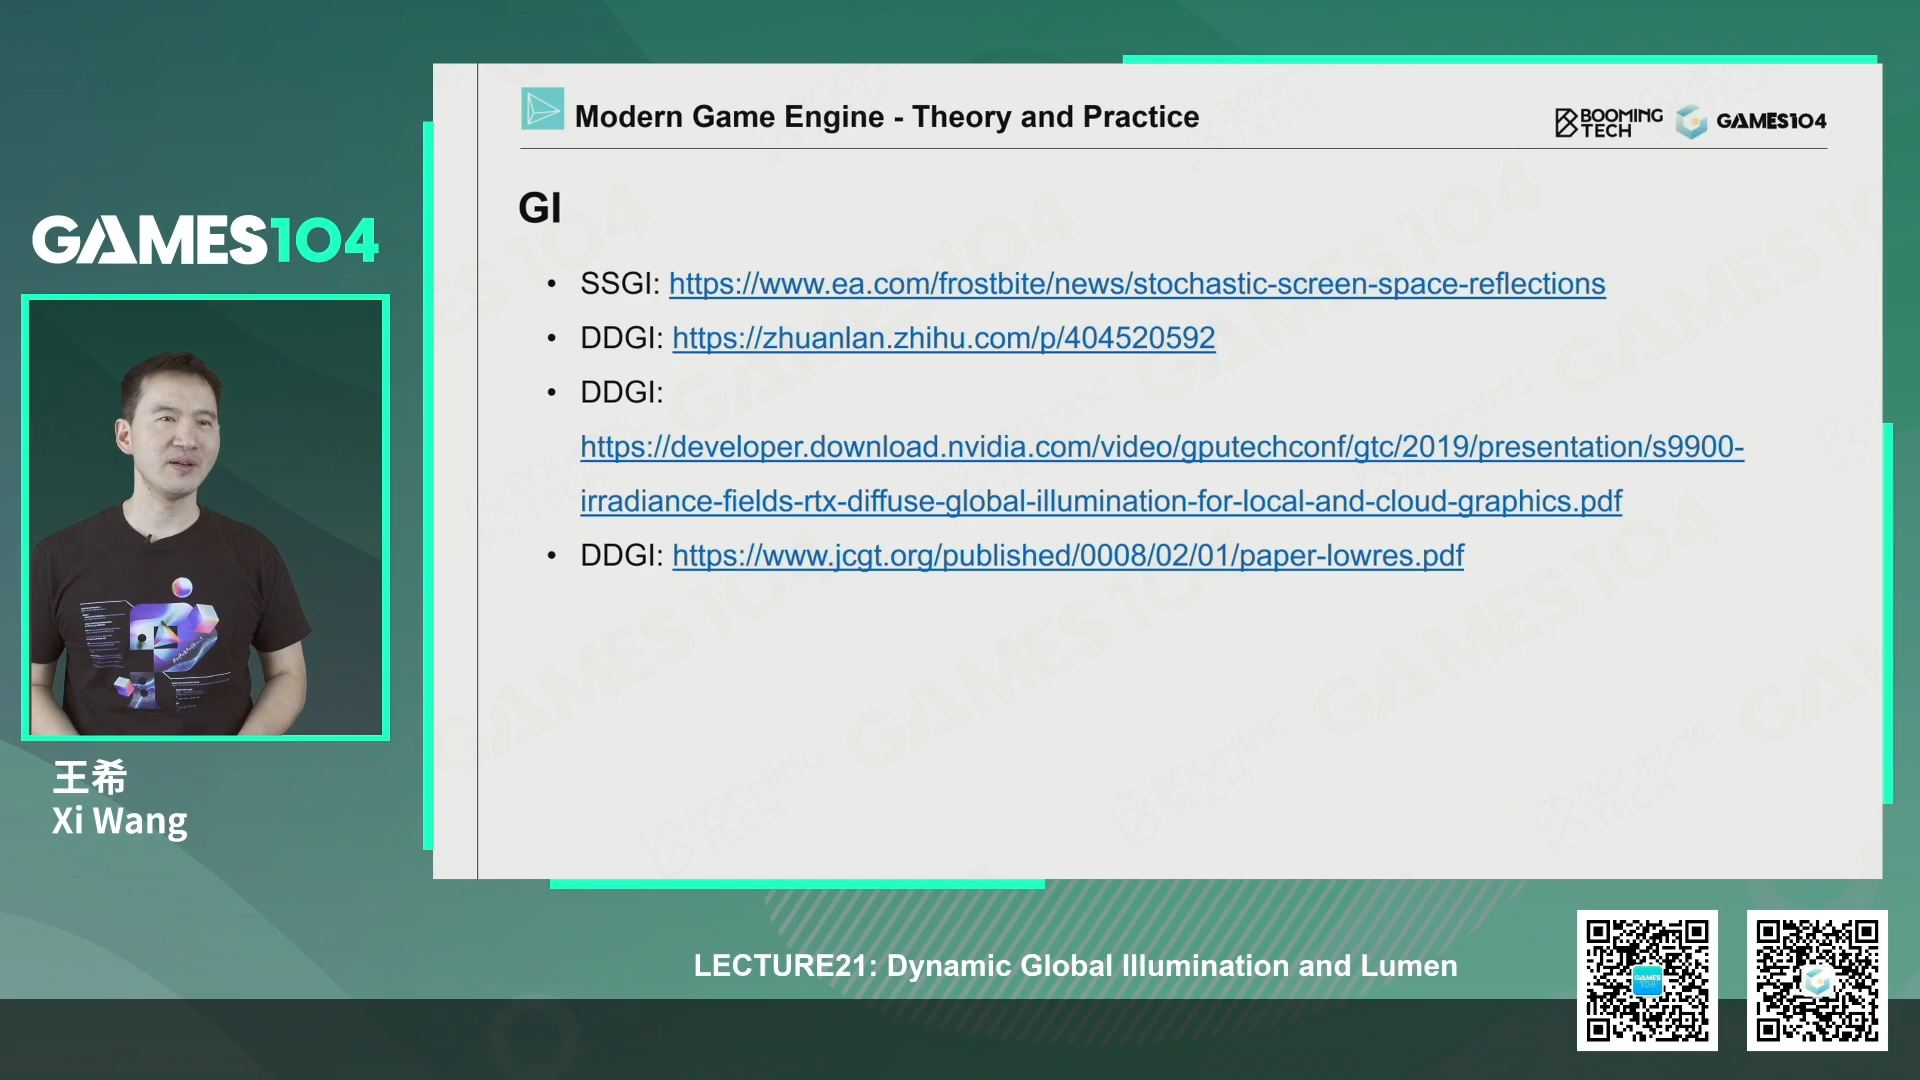 Modern Game Engine - Theory and Practice
BOOMING
TECH
GAMES104
GI
• SSGI: https://www.ea.com/frostbite/news/stochastic-screen-space-reflections
• DDGI: https://zhuanlan.zhihu.com/p/404520592
• DDGI:
https://developer.download.nvidia.com/video/gputechconf/gtc/2019/presentation/s9900-
irradiance-fields-rtx-diffuse-global-illumination-for-local-and-cloud-graphics.pdf
• DDGI: https://www.jcgt.org/published/0008/02/01/paper-lowres.pdf
GAMES104
王希
Xi Wang
LECTURE21: Dynamic Global Illumination and Lumen